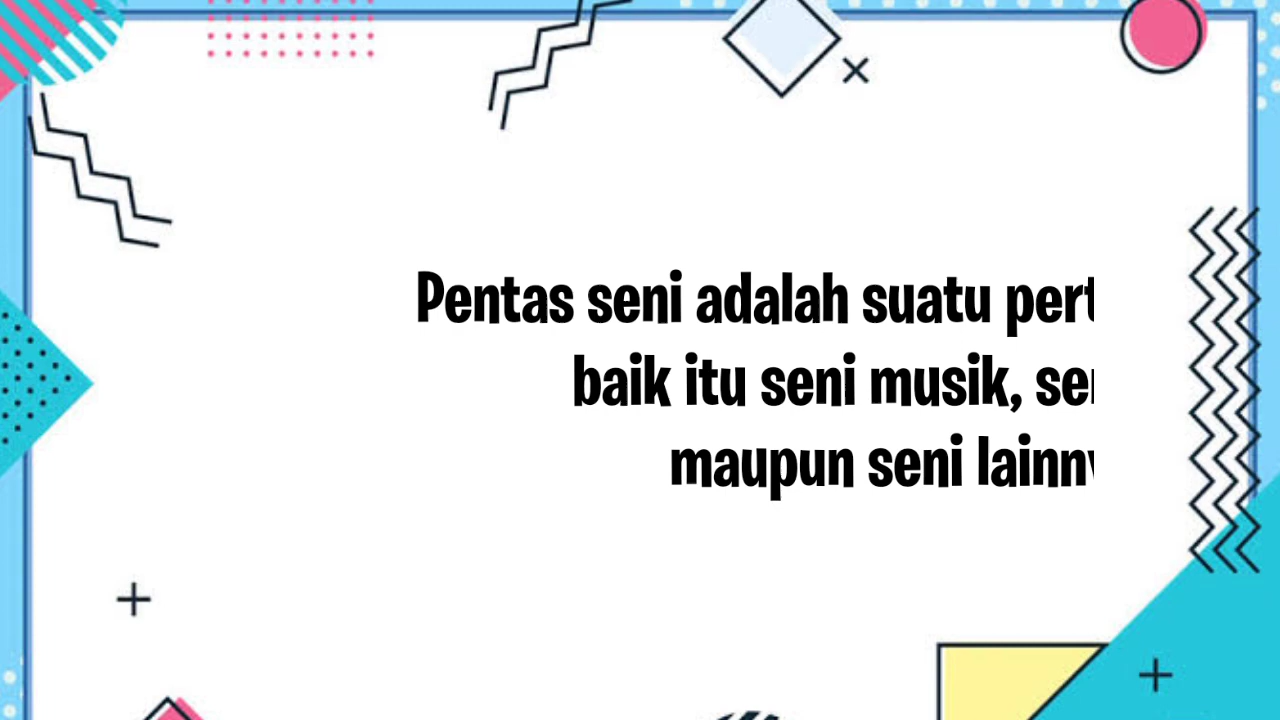 Pentas seni adalah suatu
baik itu seni musik,
maupun seni